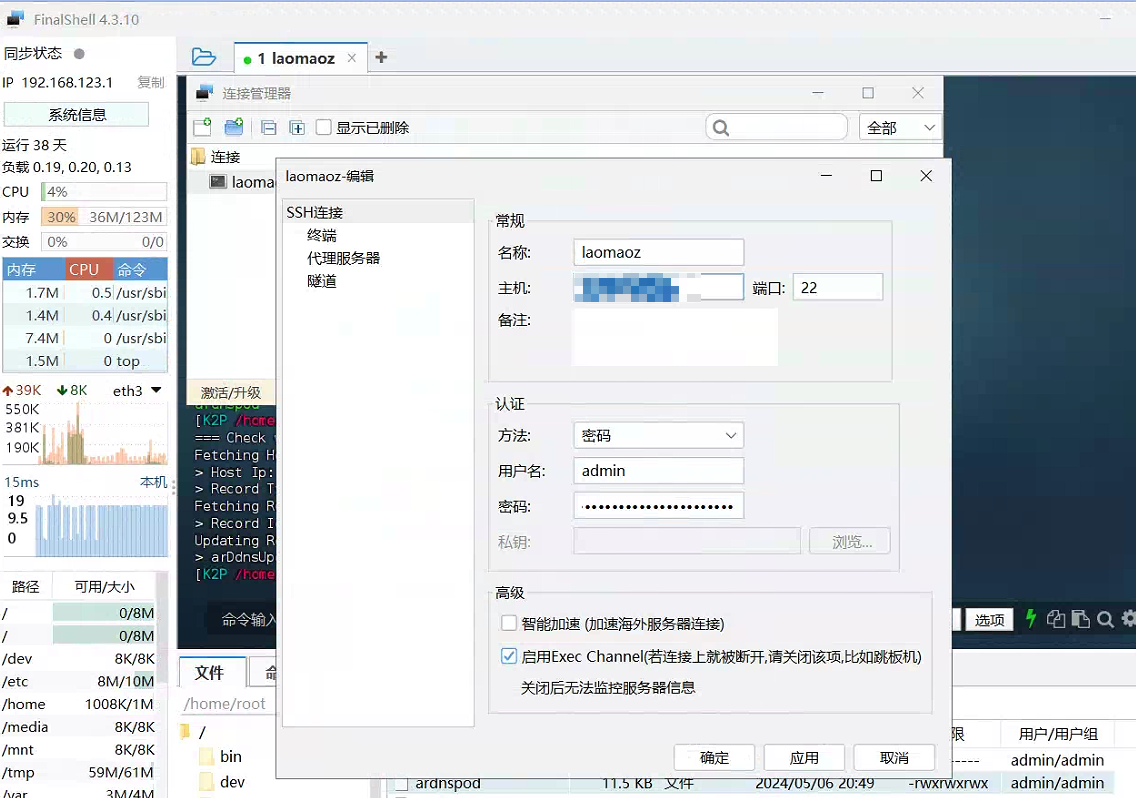 FinalShell 4.3.10
同步状态
IP 192.168.123.1 复制
系统信息
运行 38 天
负载 0.19, 0.20, 0.13
CPU 4%
内存 30% 36M/123M
交换 0% 0/0
内存 CPU 命令
1.7M 0.5 /usr/sbi
1.4M 0.4 /usr/sbi
7.4M 0 /usr/sbi
1.5M 0 top
39K 8K eth3
550K
381K
190K
15ms 本机
19
9.5
0
路径 可用/大小
/ 0/8M
/ 0/8M
/dev 8K/8K
/etc 8M/10M
/home 1008K/1M
/media 8K/8K
/mnt 8K/8K
/tmp 59M/61M
/var 3M/4M
1 laomaoz
连接管理器
显示已删除
全部
连接
laoma
激活/升级
ardnspod
[K2P /home
=== Check
Fetching Ho
> Host Ip:
> Record T
Fetching R
> Record I
Updating R
> arDdnsUp
[K2P /home
命令输入
选项
文件 命
/home/root
/
bin
dev
限 用户/用户组
admin/admin
ardnspod 11.5 KB 文件 2024/05/06 20:49 -rwxrwxrwx admin/admin
laomaoz-编辑
SSH连接
终端
代理服务器
隧道
常规
名称: laomaoz
主机: 端口: 22
备注:
认证
方法: 密码
用户名: admin
密码:
私钥: 浏览...
高级
智能加速 (加速海外服务器连接)
启用Exec Channel(若连接上就被断开,请关闭该项,比如跳板机)
关闭后无法监控服务器信息
确定 应用 取消